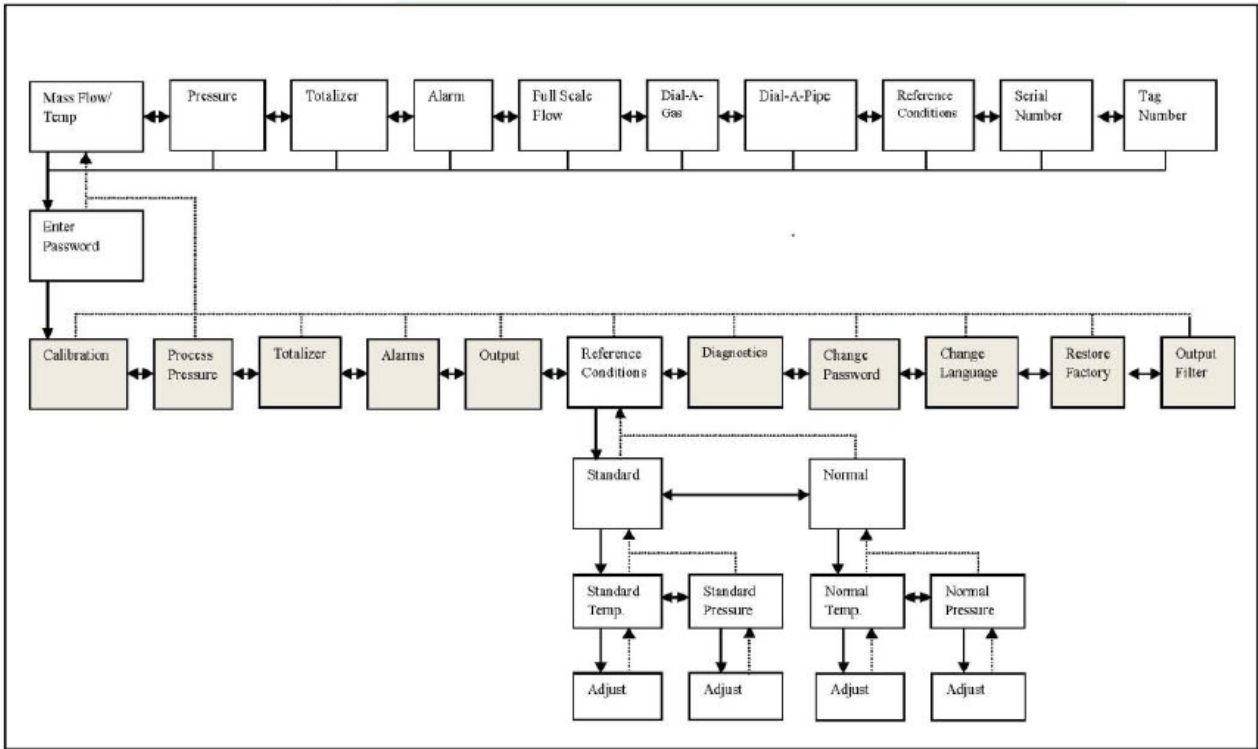 Mass Flow/
Temp
Pressure
Totalizer
Alarm
Full Scale
Flow
Dial-A-
Gas
Dial-A-Pipe
Reference
Conditions
Serial
Number
Tag
Number
Enter
Password
Calibration
Process
Pressure
Totalizer
Alarms
Output
Reference
Conditions
Diagnostics
Change
Password
Change
Language
Restore
Factory
Output
Filter
Standard
Normal
Standard
Temp.
Standard
Pressure
Normal
Temp.
Normal
Pressure
Adjust
Adjust
Adjust
Adjust